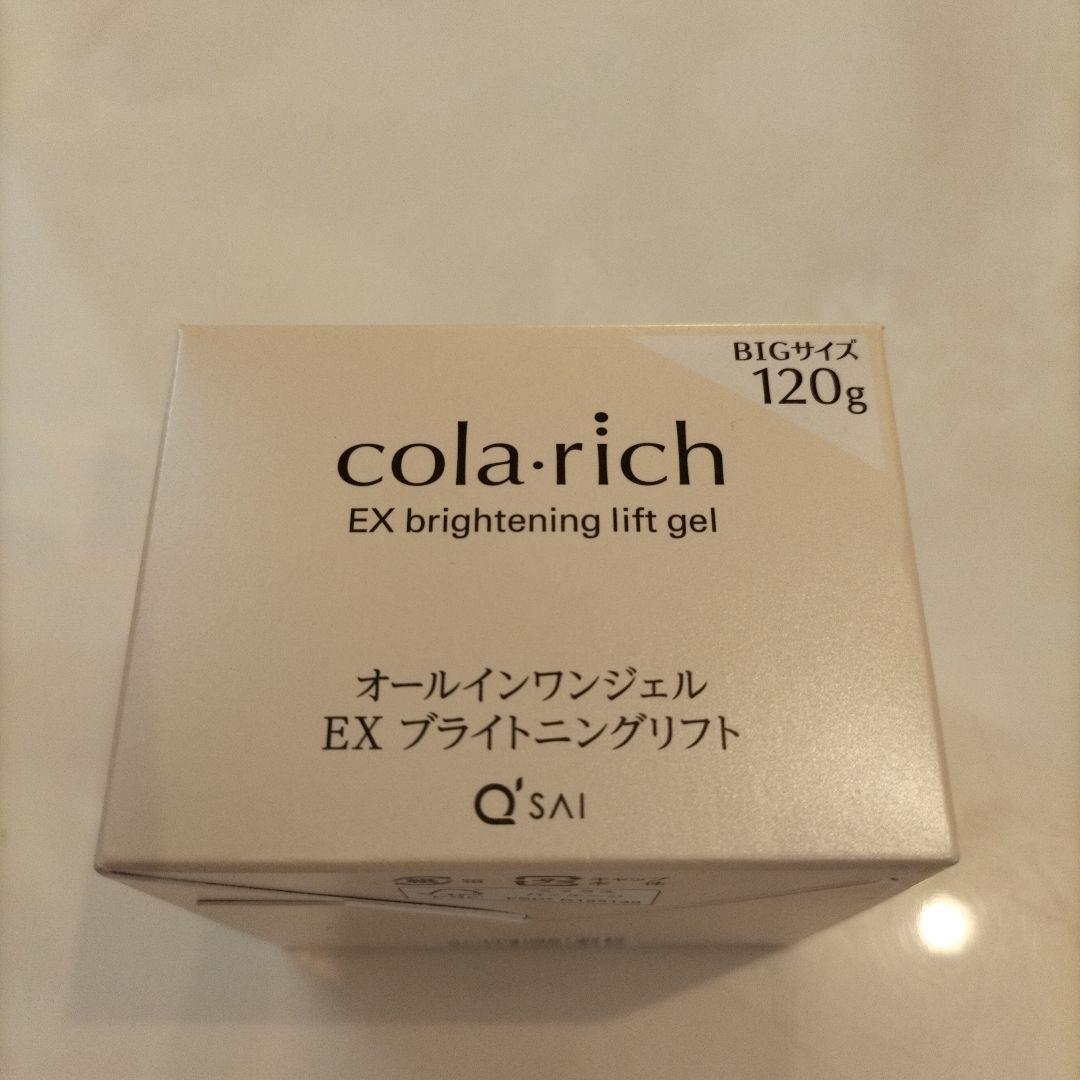 BIGサイズ
120g
cola・rich
EX brightening lift gel
オールインワンジェル
EX ブライトニングリフト
Q'SAI